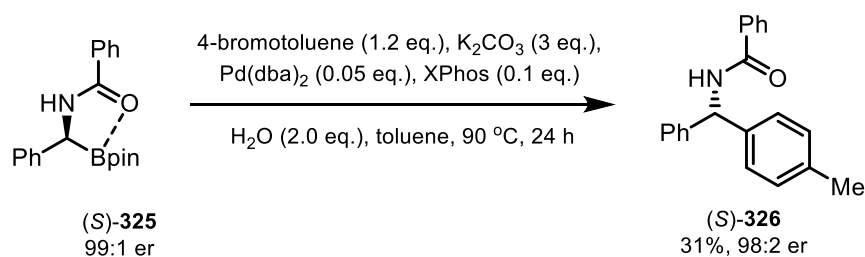 Ph
HN
O
Ph
Bpin
(S)-325
99:1 er
4-bromotoluene (1.2 eq.), K₂CO₃ (3 eq.),
Pd(dba)₂ (0.05 eq.), XPhos (0.1 eq.)
H₂O (2.0 eq.), toluene, 90 °C, 24 h
Ph
HN
O
Ph
Me
(S)-326
31%, 98:2 er